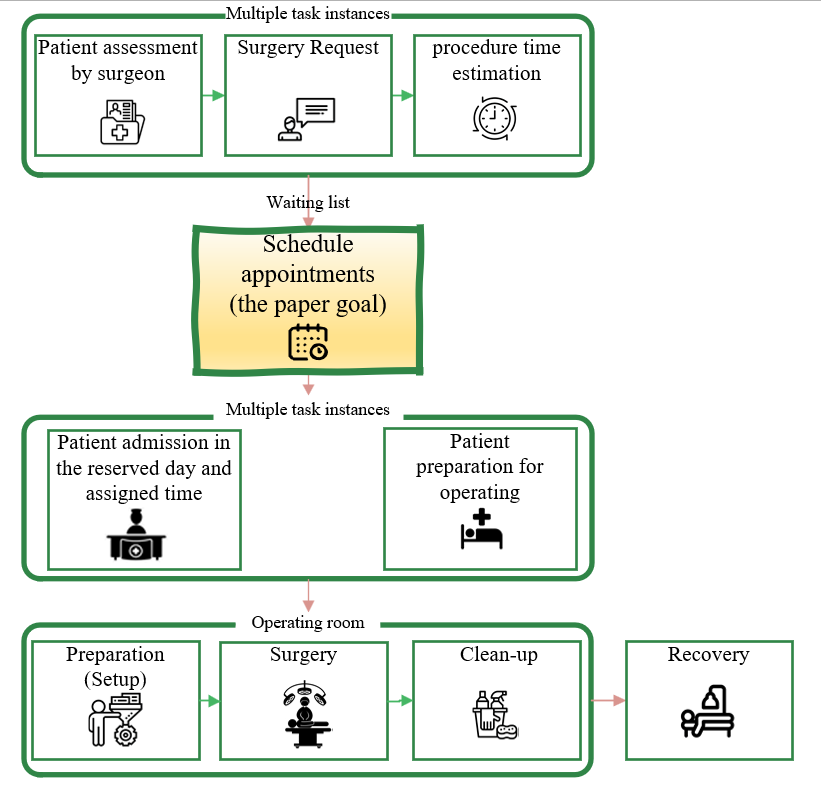 Multiple task instances
Patient assessment
by surgeon
Surgery Request
procedure time
estimation
Waiting list
Schedule
appointments
(the paper goal)
Multiple task instances
Patient admission in
the reserved day and
assigned time
Patient
preparation for
operating
Operating room
Preparation
(Setup)
Surgery
Clean-up
Recovery